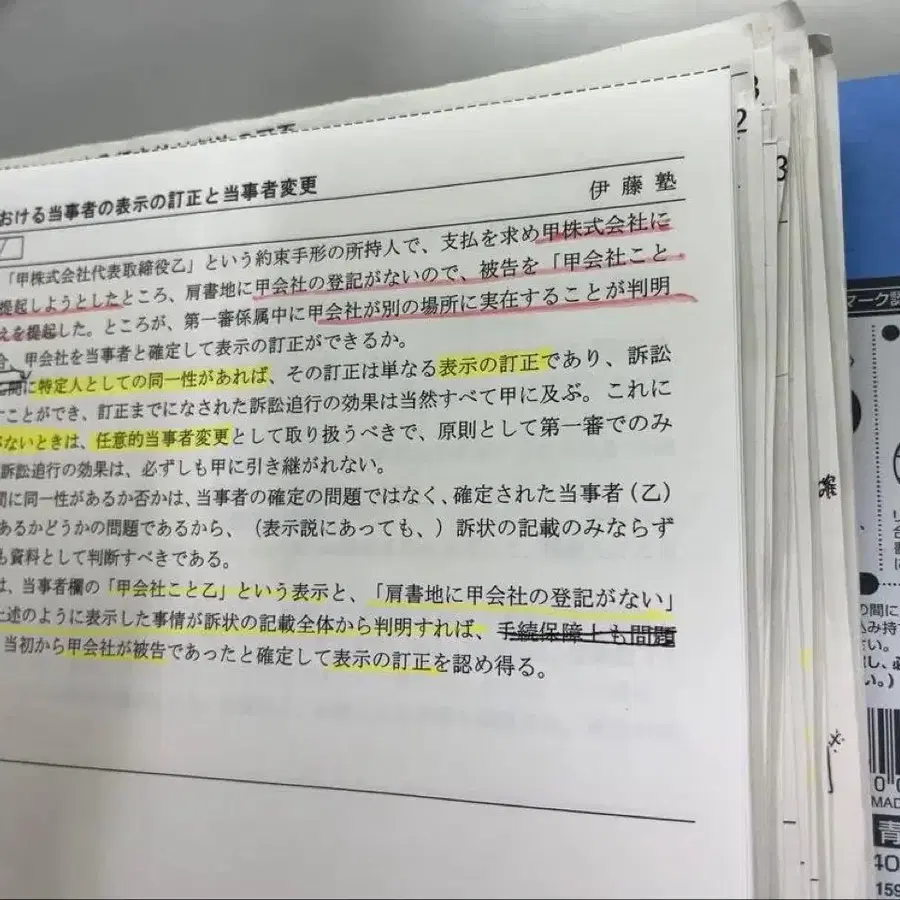 おける当事者の表示の訂正と当事者変更
伊藤塾
「甲株式会社代表取締役乙」という約束手形の所持人で、支払を求め甲株式会社に
提起しようとしたところ、肩書地に甲会社の登記がないので、被告を「甲会社こと
えを提起した。ところが、第一審係属中に甲会社が別の場所に実在することが判明
甲会社を当事者と確定して表示の訂正ができるか。
間に特定人としての同一性があれば、その訂正は単なる表示の訂正であり、訴訟
すことができ、訂正までになされた訴訟追行の効果は当然すべて甲に及ぶ。これに
がないときは、任意的当事者変更として取り扱うべきで、原則として第一審でのみ
訴訟追行の効果は、必ずしも甲に引き継がれない。
間に同一性があるか否かは、当事者の確定の問題ではなく、確定された当事者（乙）
あるかどうかの問題であるから、（表示説にあっても、）訴状の記載のみならず
も資料として判断すべきである。
は、当事者欄の「甲会社こと乙」という表示と、「肩書地に甲会社の登記がない」
上述のように表示した事情が訴状の記載全体から判明すれば、手続保障上も問題
当初から甲会社が被告であったと確定して表示の訂正を認め得る。
2
3
マーク
の間に
込み持
さい。
MADE
青
40
159